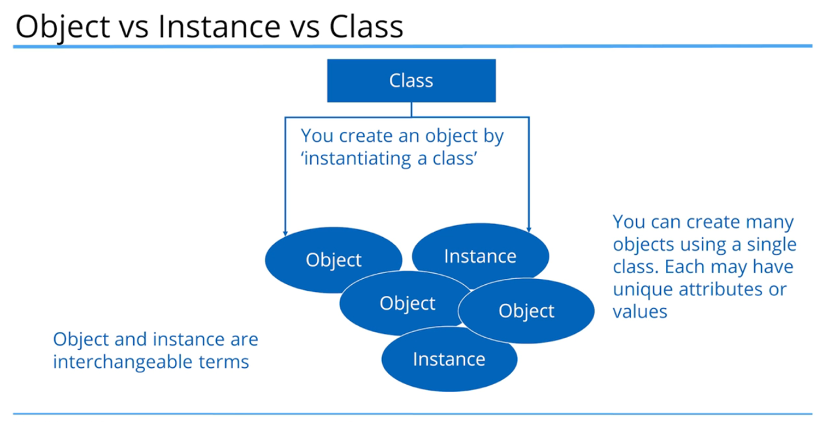 Object vs Instance vs Class
Class
You create an object by
‘instantiating a class’
You can create many
objects using a single
class. Each may have
unique attributes or
values
Object
Instance
Object
Object
Instance
Object and instance are
interchangeable terms